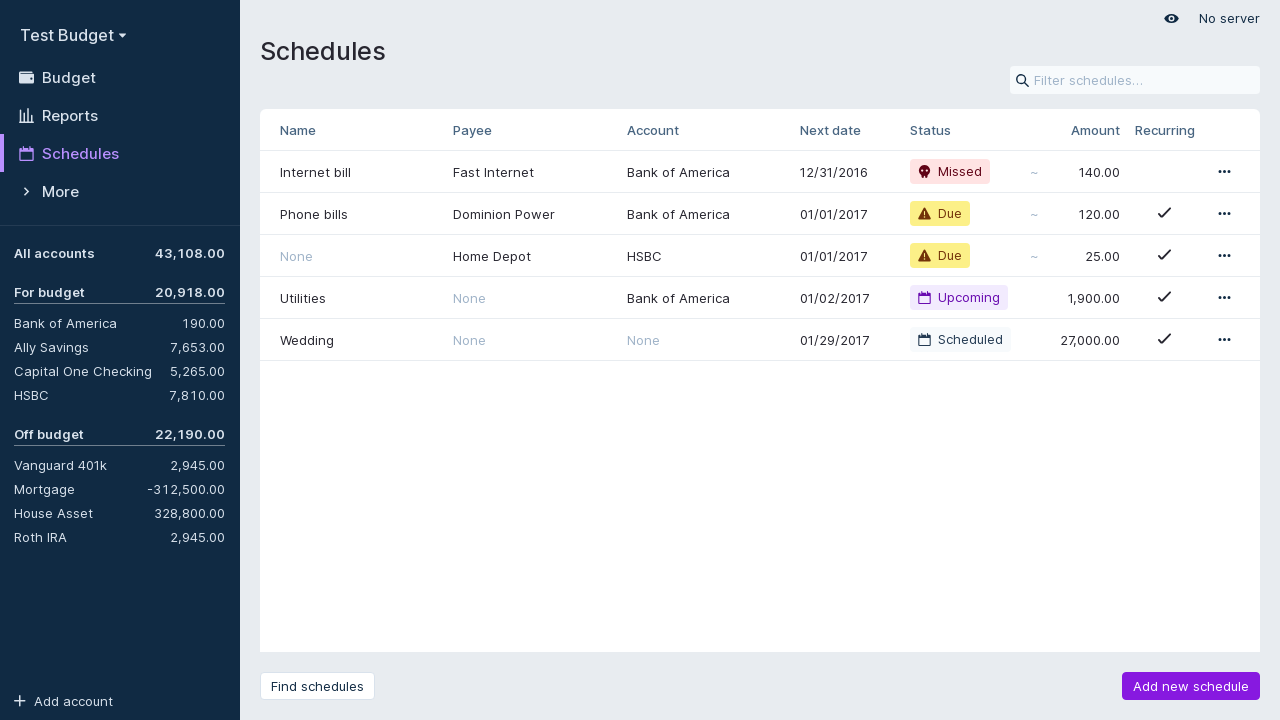 Test Budget
Budget
Reports
Schedules
More
All accounts 43,108.00
For budget 20,918.00
Bank of America 190.00
Ally Savings 7,653.00
Capital One Checking 5,265.00
HSBC 7,810.00
Off budget 22,190.00
Vanguard 401k 2,945.00
Mortgage -312,500.00
House Asset 328,800.00
Roth IRA 2,945.00
Add account
No server
Schedules
Filter schedules...
Name Payee Account Next date Status Amount Recurring
Internet bill Fast Internet Bank of America 12/31/2016 Missed ~ 140.00
Phone bills Dominion Power Bank of America 01/01/2017 Due ~ 120.00
None Home Depot HSBC 01/01/2017 Due ~ 25.00
Utilities None Bank of America 01/02/2017 Upcoming 1,900.00
Wedding None None 01/29/2017 Scheduled 27,000.00
Find schedules
Add new schedule